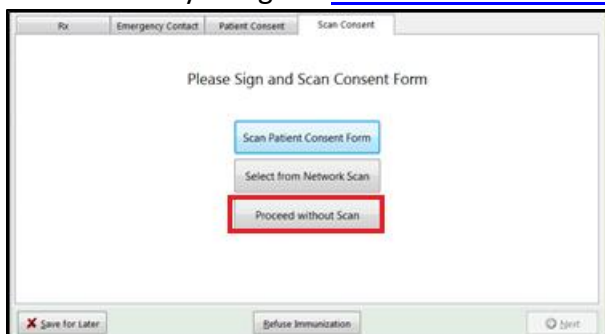 Rx Emergency Contact Patient Consent Scan Consent
Please Sign and Scan Consent Form
Scan Patient Consent Form
Select from Network Scan
Proceed without Scan
Save for Later Refuse Immunization Next